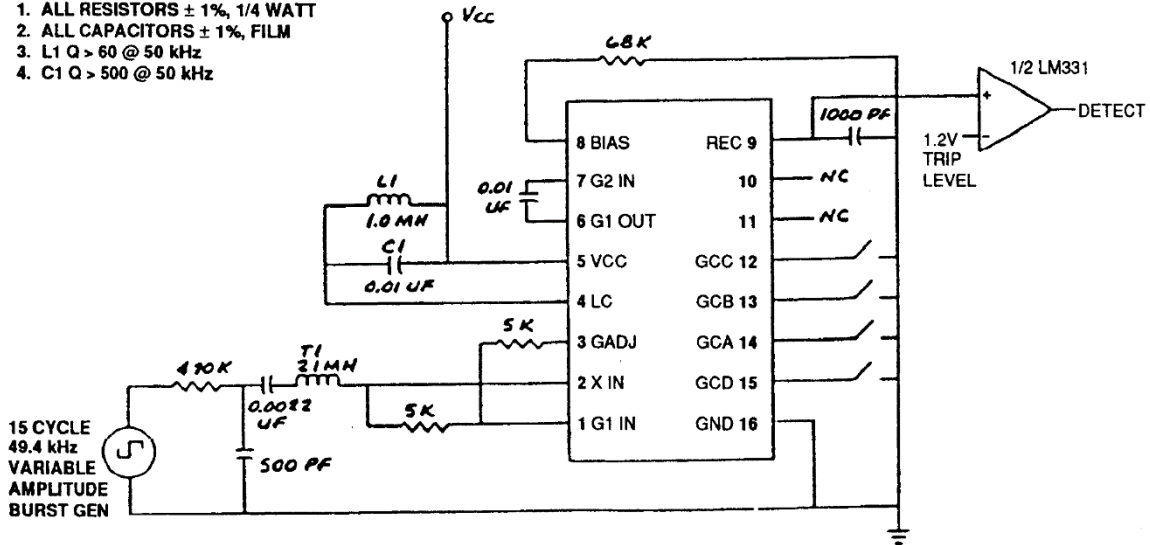 1. ALL RESISTORS ± 1%, 1/4 WATT
2. ALL CAPACITORS ± 1%, FILM
3. L1 Q > 60 @ 50 kHz
4. C1 Q > 500 @ 50 kHz
VCC
68K
1/2 LM331
+
-
DETECT
1.2V
TRIP
LEVEL
1000 PF
8 BIAS
REC 9
7 G2 IN
10
NC
0.01
UF
6 G1 OUT
11
NC
L1
1.0 MH
C1
0.01 UF
5 VCC
GCC 12
4 LC
GCB 13
5K
3 GADJ
GCA 14
T1
21MH
490K
0.0022
UF
2 X IN
GCD 15
5K
1 G1 IN
GND 16
500 PF
15 CYCLE
49.4 kHz
VARIABLE
AMPLITUDE
BURST GEN